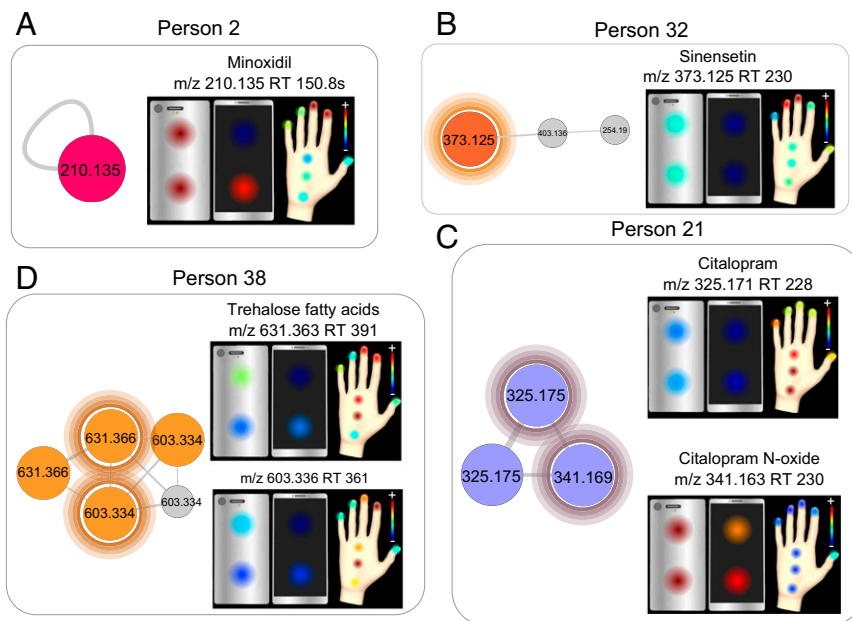 A
Person 2
Minoxidil
m/z 210.135 RT 150.8s
210.135
+
-
B
Person 32
Sinensetin
m/z 373.125 RT 230
373.125
403.136
254.19
+
-
C
Person 21
Citalopram
m/z 325.171 RT 228
325.175
325.175
341.169
+
-
Citalopram N-oxide
m/z 341.163 RT 230
+
-
D
Person 38
Trehalose fatty acids
m/z 631.363 RT 391
631.366
603.334
631.366
603.334
603.334
+
-
m/z 603.336 RT 361
+
-